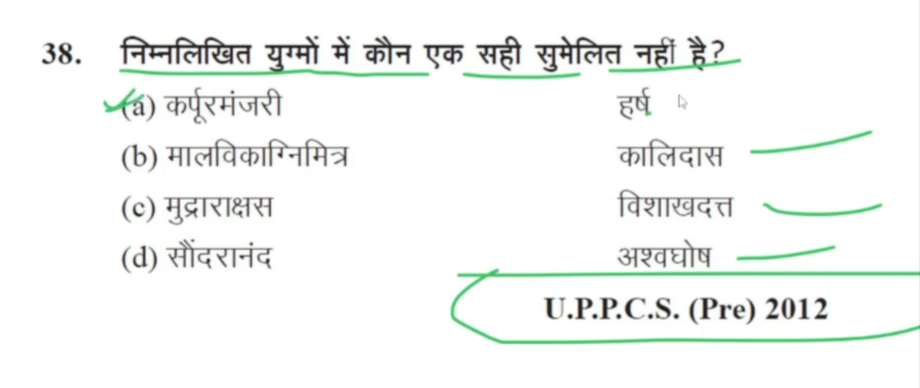 38. निम्नलिखित युग्मों में कौन एक सही सुमेलित नहीं है?
(a) कर्पूरमंजरी हर्ष
(b) मालविकाग्निमित्र कालिदास
(c) मुद्राराक्षस विशाखदत्त
(d) सौंदरानंद अश्वघोष
U.P.P.C.S. (Pre) 2012